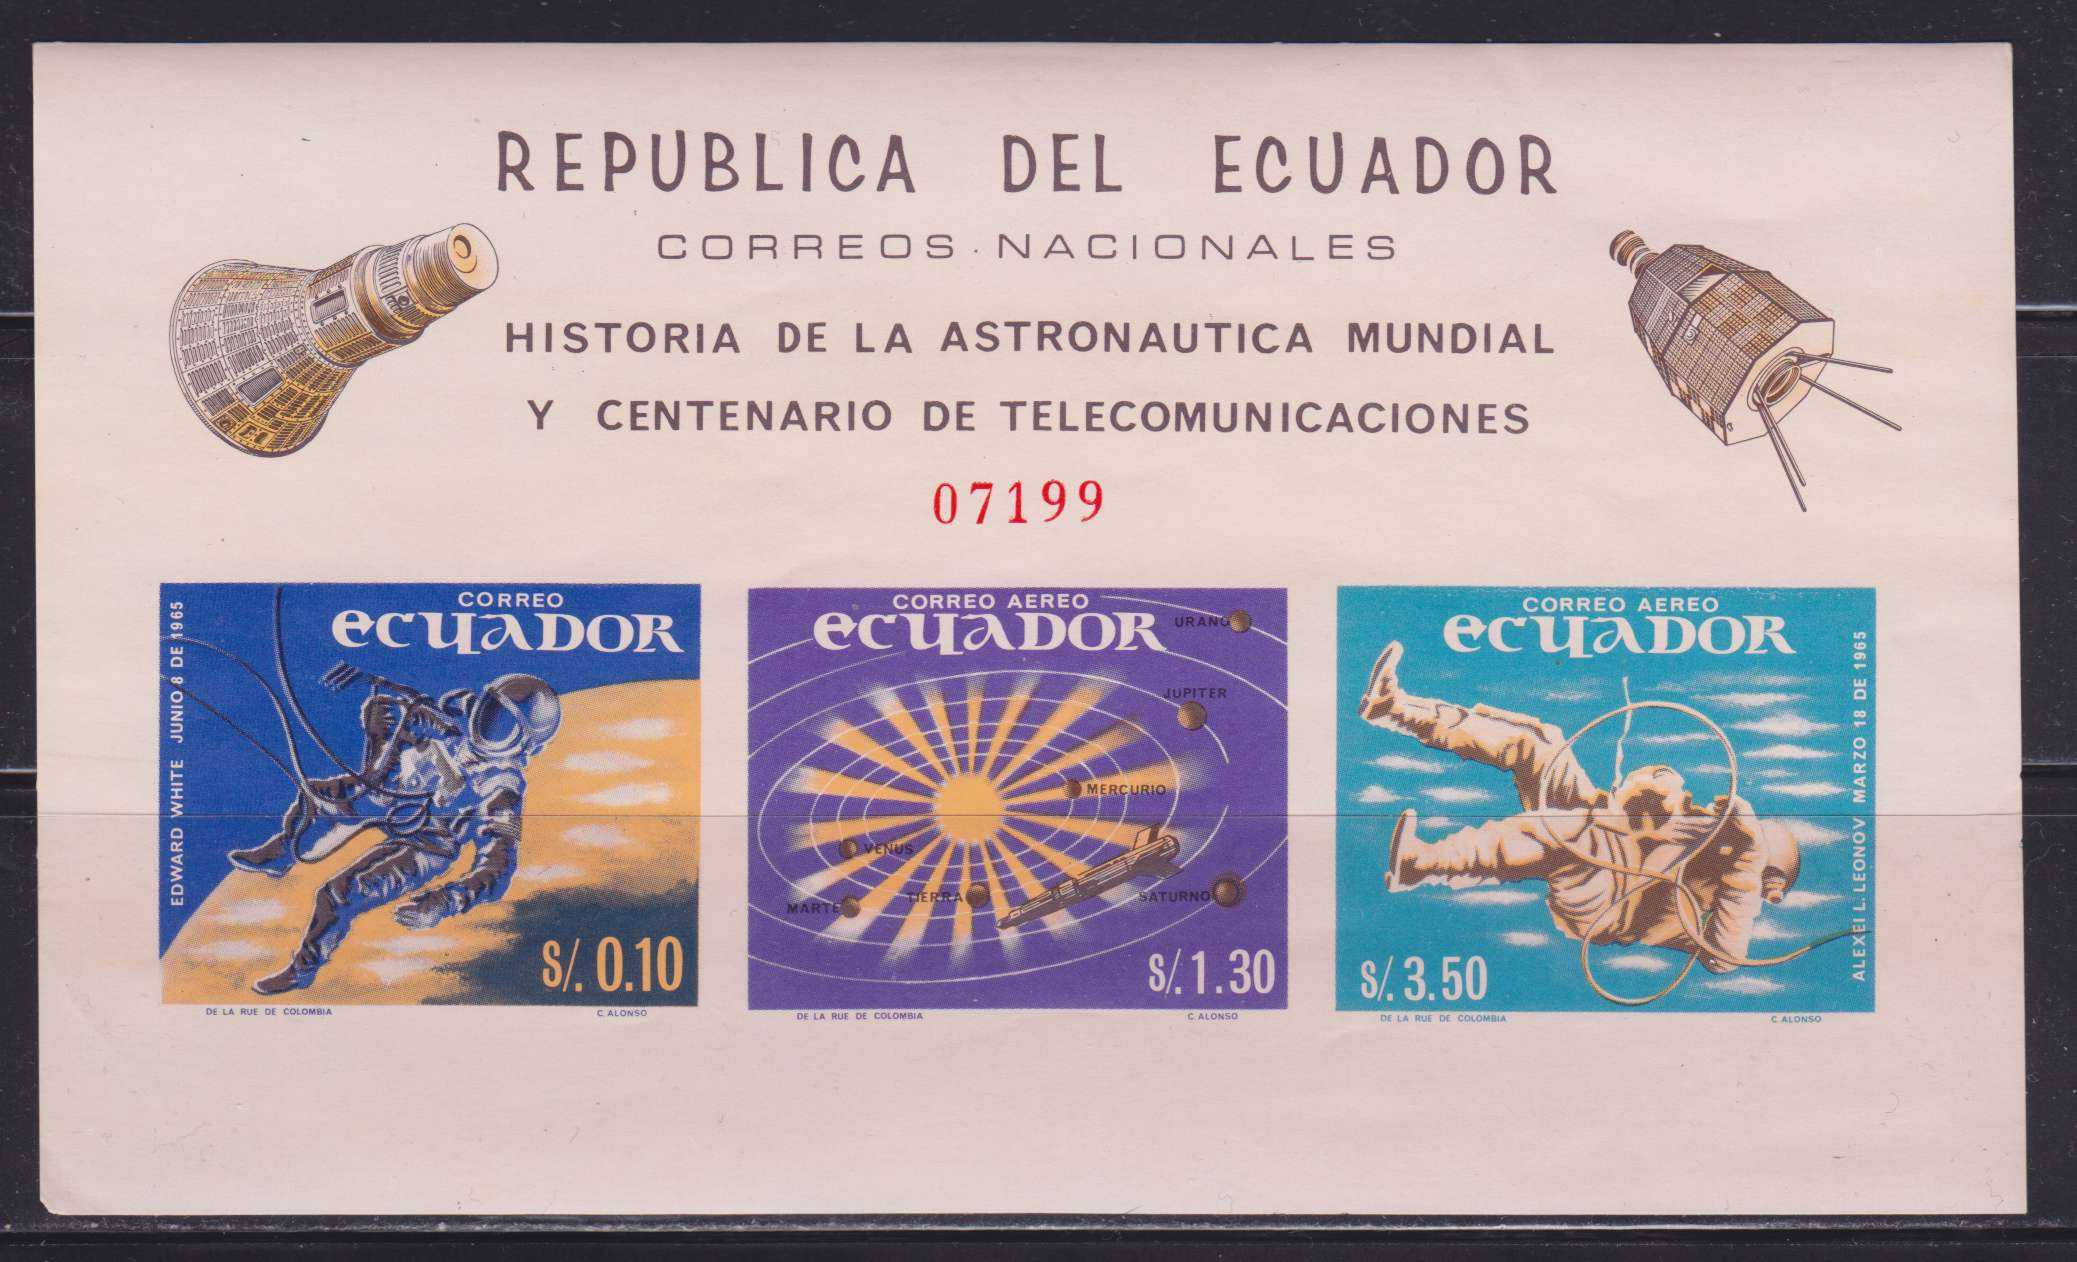 REPUBLICA DEL ECUADOR
CORREOS · NACIONALES
HISTORIA DE LA ASTRONAUTICA MUNDIAL
Y CENTENARIO DE TELECOMUNICACIONES
07199
CORREO
ECUADOR
EDWARD WHITE JUNIO 8 DE 1965
S/. 0.10
DE LA RUE DE COLOMBIA
C. ALONSO
CORREO AEREO
ECUADOR
URANO
JUPITER
MERCURIO
VENUS
TIERRA
SATURNO
MARTE
S/. 1.30
DE LA RUE DE COLOMBIA
C. ALONSO
CORREO AEREO
ECUADOR
ALEXEI L. LEONOV MARZO 18 DE 1965
S/. 3.50
DE LA RUE DE COLOMBIA
C. ALONSO